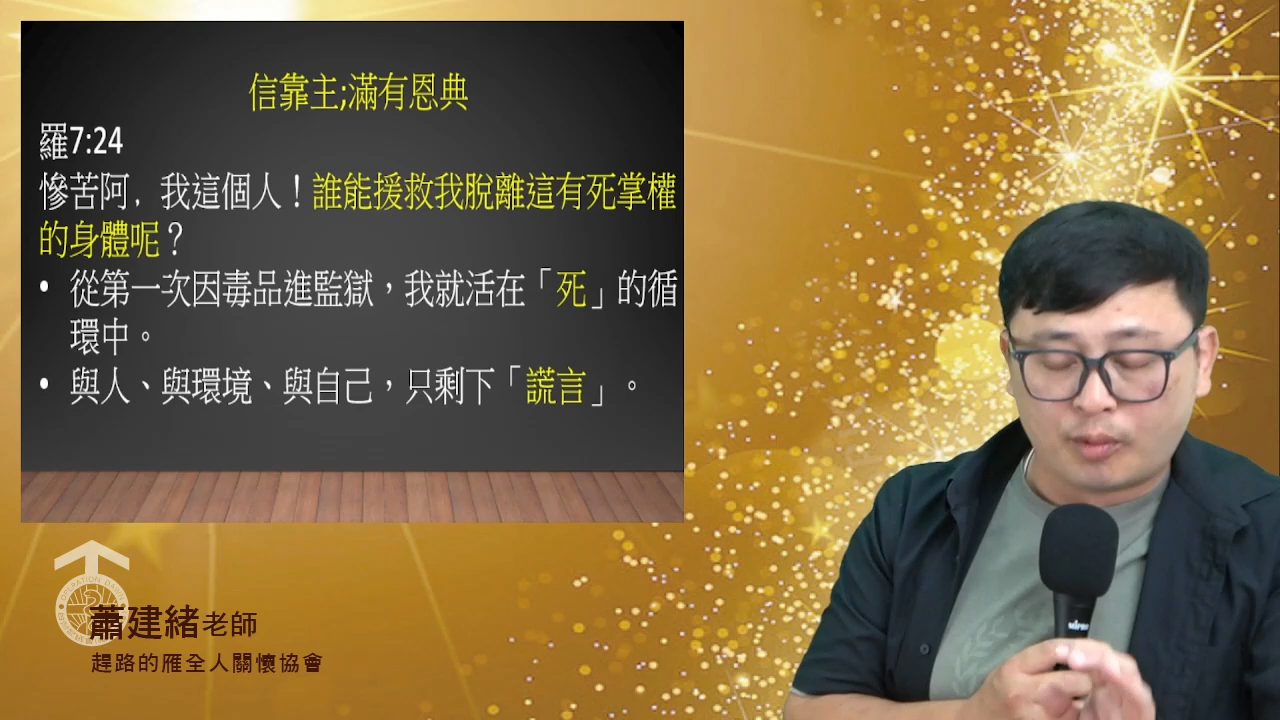 信靠主;滿有恩典
羅7:24
慘苦阿，我這個人！誰能援救我脫離這有死掌權
的身體呢？
• 從第一次因毒品進監獄，我就活在「死」的循
環中。
• 與人、與環境、與自己，只剩下「謊言」。
蕭建緒老師
趕路的雁全人關懷協會